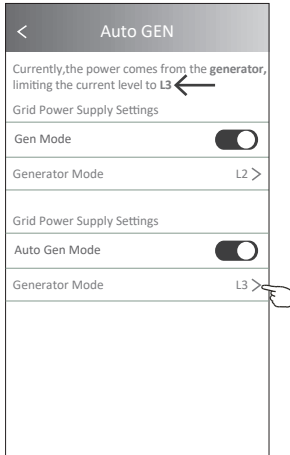 Auto GEN
Currently,the power comes from the generator,
limiting the current level to L3
Grid Power Supply Settings
Gen Mode
Generator Mode L2
Grid Power Supply Settings
Auto Gen Mode
Generator Mode L3